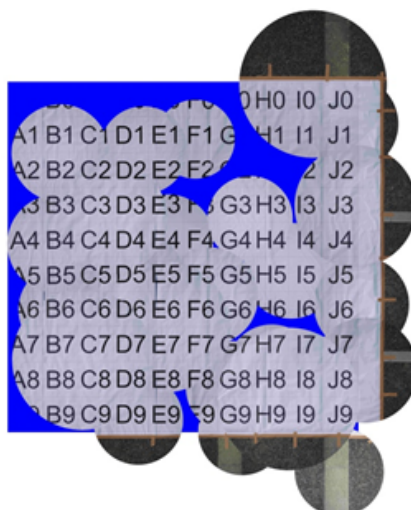 H0 I0 J0
A1 B1 C1 D1 E1 F1 G H1 I1 J1
A2 B2 C2 D2 E2 F2 2 J2
A3 B3 C3 D3 E3 G3 H3 I3 J3
A4 B4 C4 D4 E4 F4 G4 H4 I4 J4
A5 B5 C5 D5 E5 F5 G5 H5 I5 J5
A6 B6 C6 D6 E6 F6 G6 H6 I6 J6
A7 B7 C7 D7 E7 F7 G7 H7 I7 J7
A8 B8 C8 D8 E8 F8 G8 H8 I8 J8
B9 C9 D9 E9 F9 G9 H9 I9 J9